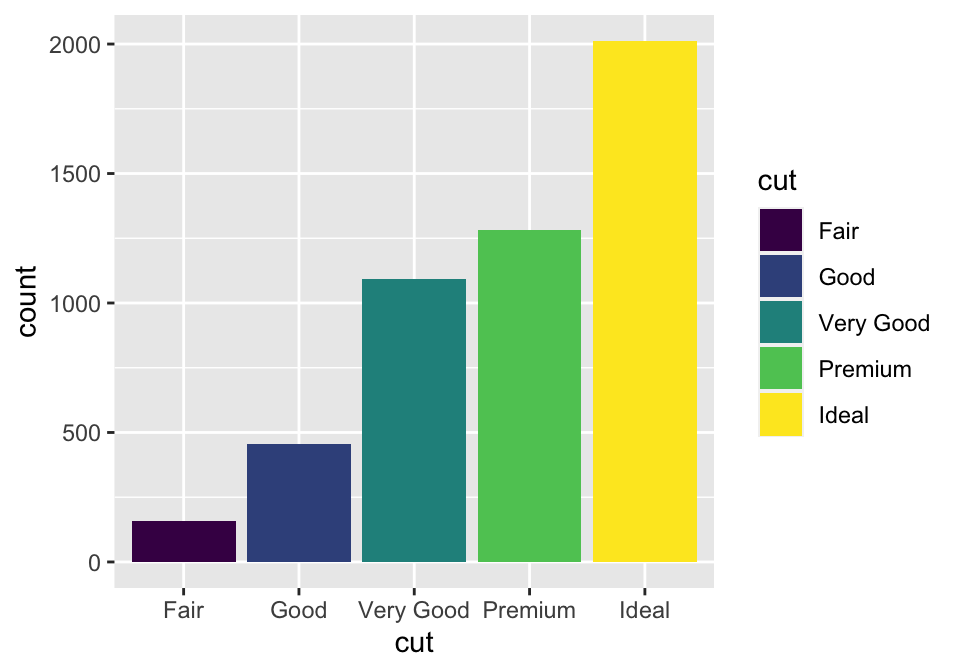 count
2000
1500
1000
500
0
Fair Good Very Good Premium Ideal
cut
cut
Fair
Good
Very Good
Premium
Ideal